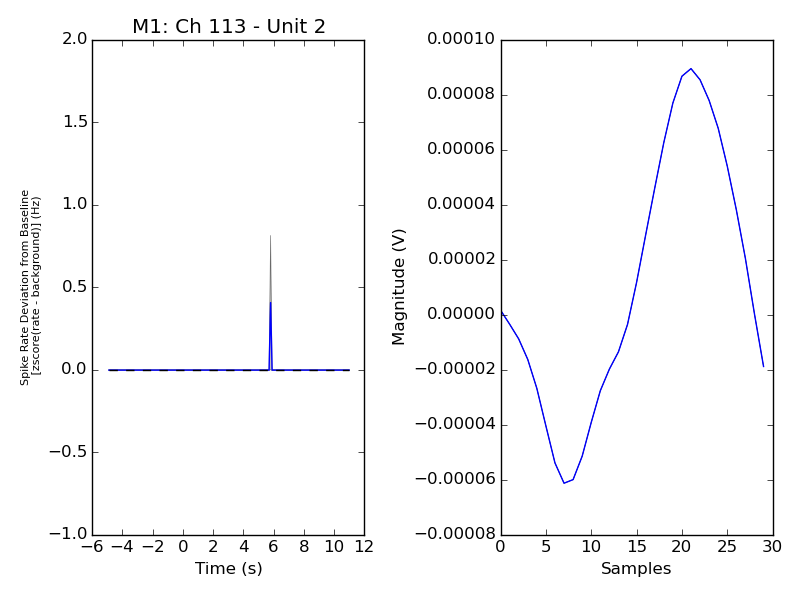 M1: Ch 113 - Unit 2
2.0
1.5
1.0
0.5
0.0
−0.5
−1.0
−6 −4 −2 0 2 4 6 8 10 12
Time (s)
Spike Rate Deviation from Baseline
[zscore(rate - background)] (Hz)
0.00010
0.00008
0.00006
0.00004
0.00002
0.00000
−0.00002
−0.00004
−0.00006
−0.00008
0 5 10 15 20 25 30
Samples
Magnitude (V)